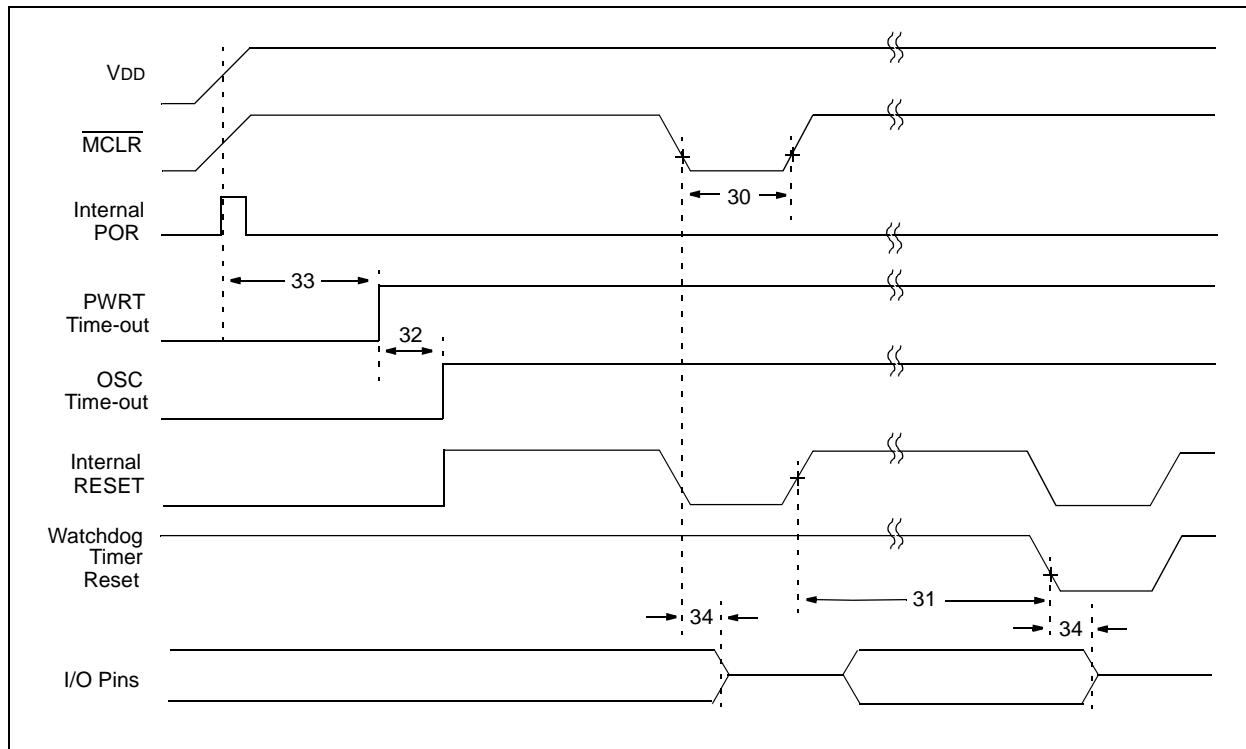 VDD
MCLR
30
Internal
POR
33
PWRT
Time-out
32
OSC
Time-out
Internal
RESET
Watchdog
Timer
Reset
31
34
34
I/O Pins